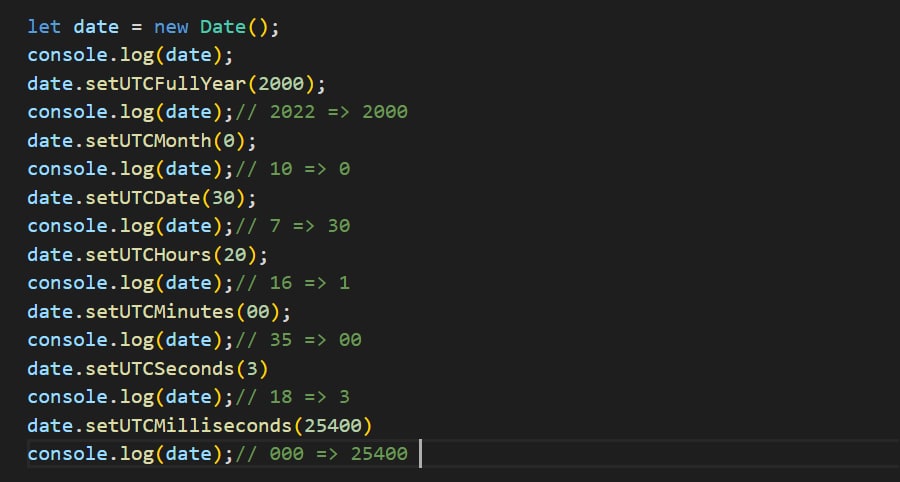 let date = new Date();
console.log(date);
date.setUTCFullYear(2000);
console.log(date);// 2022 => 2000
date.setUTCMonth(0);
console.log(date);// 10 => 0
date.setUTCDate(30);
console.log(date);// 7 => 30
date.setUTCHours(20);
console.log(date);// 16 => 1
date.setUTCMinutes(00);
console.log(date);// 35 => 00
date.setUTCSeconds(3)
console.log(date);// 18 => 3
date.setUTCMilliseconds(25400)
console.log(date);// 000 => 25400